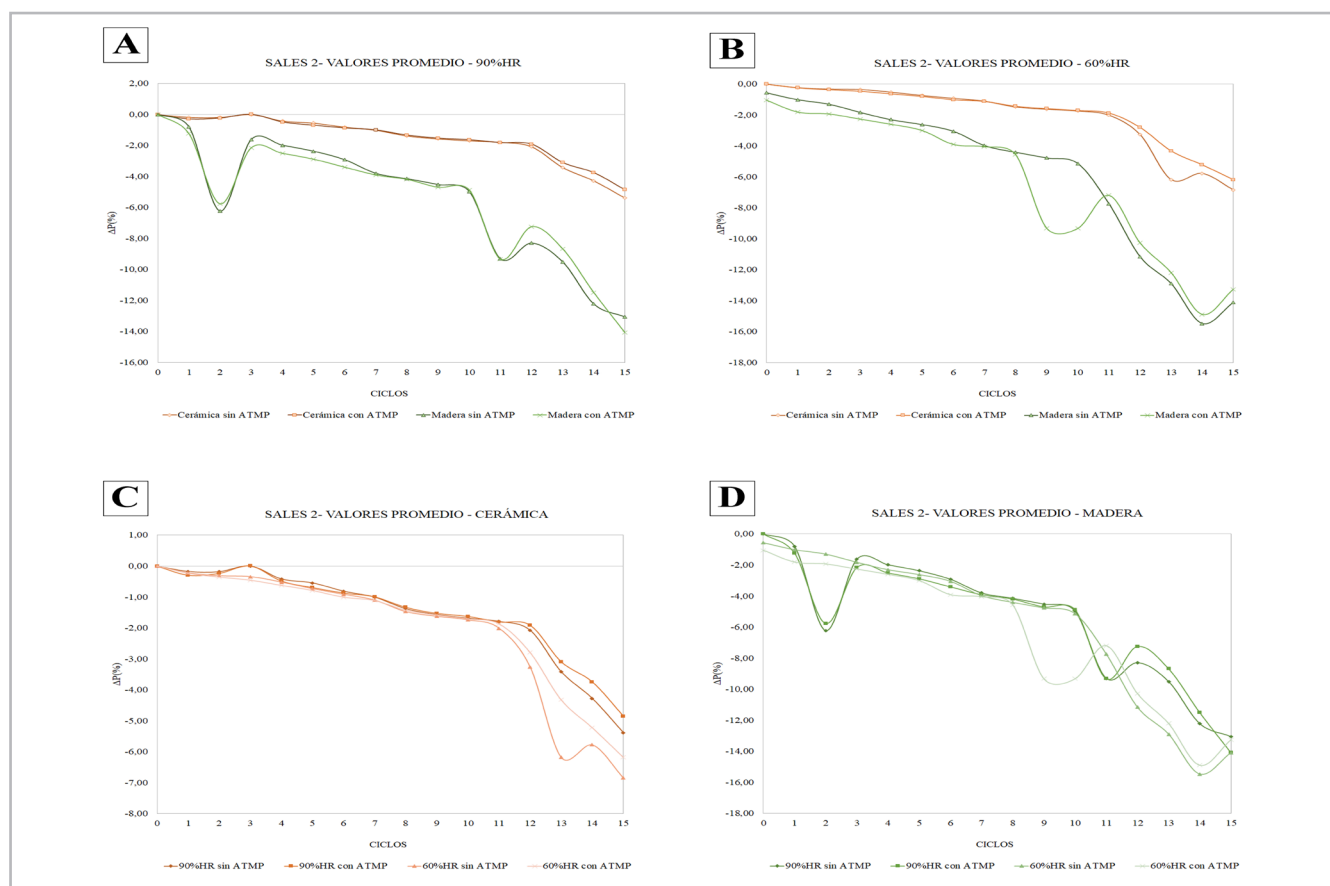 A
SALES 2- VALORES PROMEDIO - 90%HR
2,00
0,00
-2,00
-4,00
-6,00
-8,00
-10,00
-12,00
-14,00
-16,00
ΔP(%)
0 1 2 3 4 5 6 7 8 9 10 11 12 13 14 15
CICLOS
Cerámica sin ATMP Cerámica con ATMP Madera sin ATMP Madera con ATMP
B
SALES 2- VALORES PROMEDIO - 60%HR
0,00
-2,00
-4,00
-6,00
-8,00
-10,00
-12,00
-14,00
-16,00
-18,00
ΔP(%)
0 1 2 3 4 5 6 7 8 9 10 11 12 13 14 15
CICLOS
Cerámica sin ATMP Cerámica con ATMP Madera sin ATMP Madera con ATMP
C
SALES 2- VALORES PROMEDIO - CERÁMICA
1,00
0,00
-1,00
-2,00
-3,00
-4,00
-5,00
-6,00
-7,00
-8,00
ΔP(%)
0 1 2 3 4 5 6 7 8 9 10 11 12 13 14 15
CICLOS
90%HR sin ATMP 90%HR con ATMP 60%HR sin ATMP 60%HR con ATMP
D
SALES 2- VALORES PROMEDIO - MADERA
0,00
-2,00
-4,00
-6,00
-8,00
-10,00
-12,00
-14,00
-16,00
-18,00
ΔP(%)
0 1 2 3 4 5 6 7 8 9 10 11 12 13 14 15
CICLOS
90%HR sin ATMP 90%HR con ATMP 60%HR sin ATMP 60%HR con ATMP